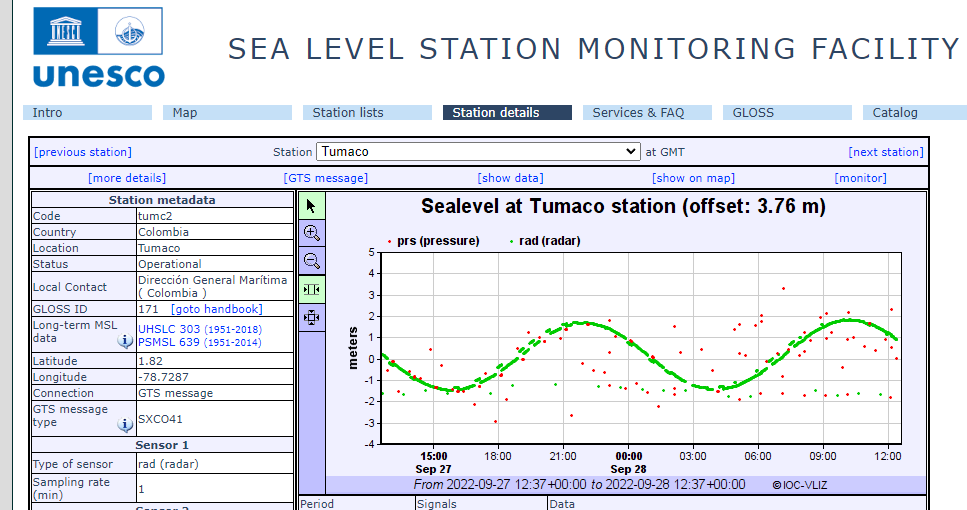 unesco
SEA LEVEL STATION MONITORING FACILITY
Intro
Map
Station lists
Station details
Services & FAQ
GLOSS
Catalog
[previous station]
Station Tumaco at GMT
[next station]
[more details]
[GTS message]
[show data]
[show on map]
[monitor]
Station metadata
Code tumc2
Country Colombia
Location Tumaco
Status Operational
Local Contact Dirección General Marítima
( Colombia )
GLOSS ID 171 [goto handbook]
Long-term MSL
data
UHSLC 303 (1951-2018)
PSMSL 639 (1951-2014)
Latitude 1.82
Longitude -78.7287
Connection GTS message
GTS message
type
SXCO41
Sensor 1
Type of sensor rad (radar)
Sampling rate
(min)
1
Sealevel at Tumaco station (offset: 3.76 m)
prs (pressure) rad (radar)
5
4
3
2
1
0
-1
-2
-3
-4
meters
15:00 18:00 21:00 00:00 03:00 06:00 09:00 12:00
Sep 27 Sep 28
From 2022-09-27 12:37+00:00 to 2022-09-28 12:37+00:00 ©IOC-VLIZ
Period Signals Data